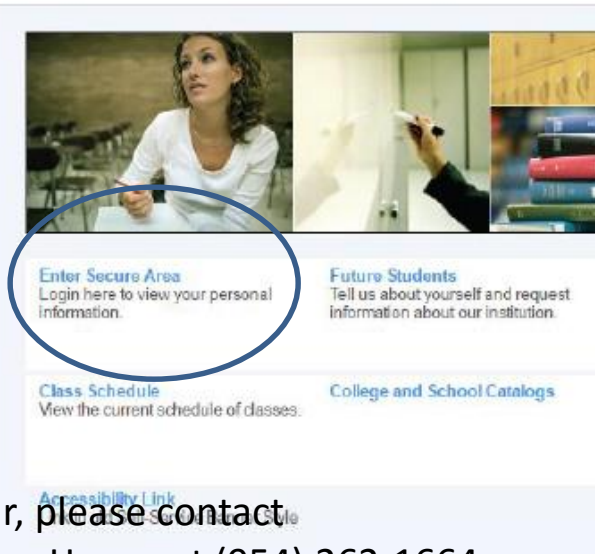 Enter Secure Area
Login here to view your personal
information.
Future Students
Tell us about yourself and request
information about our institution.
Class Schedule
View the current schedule of classes.
College and School Catalogs
Accessibility Link
r, please contact